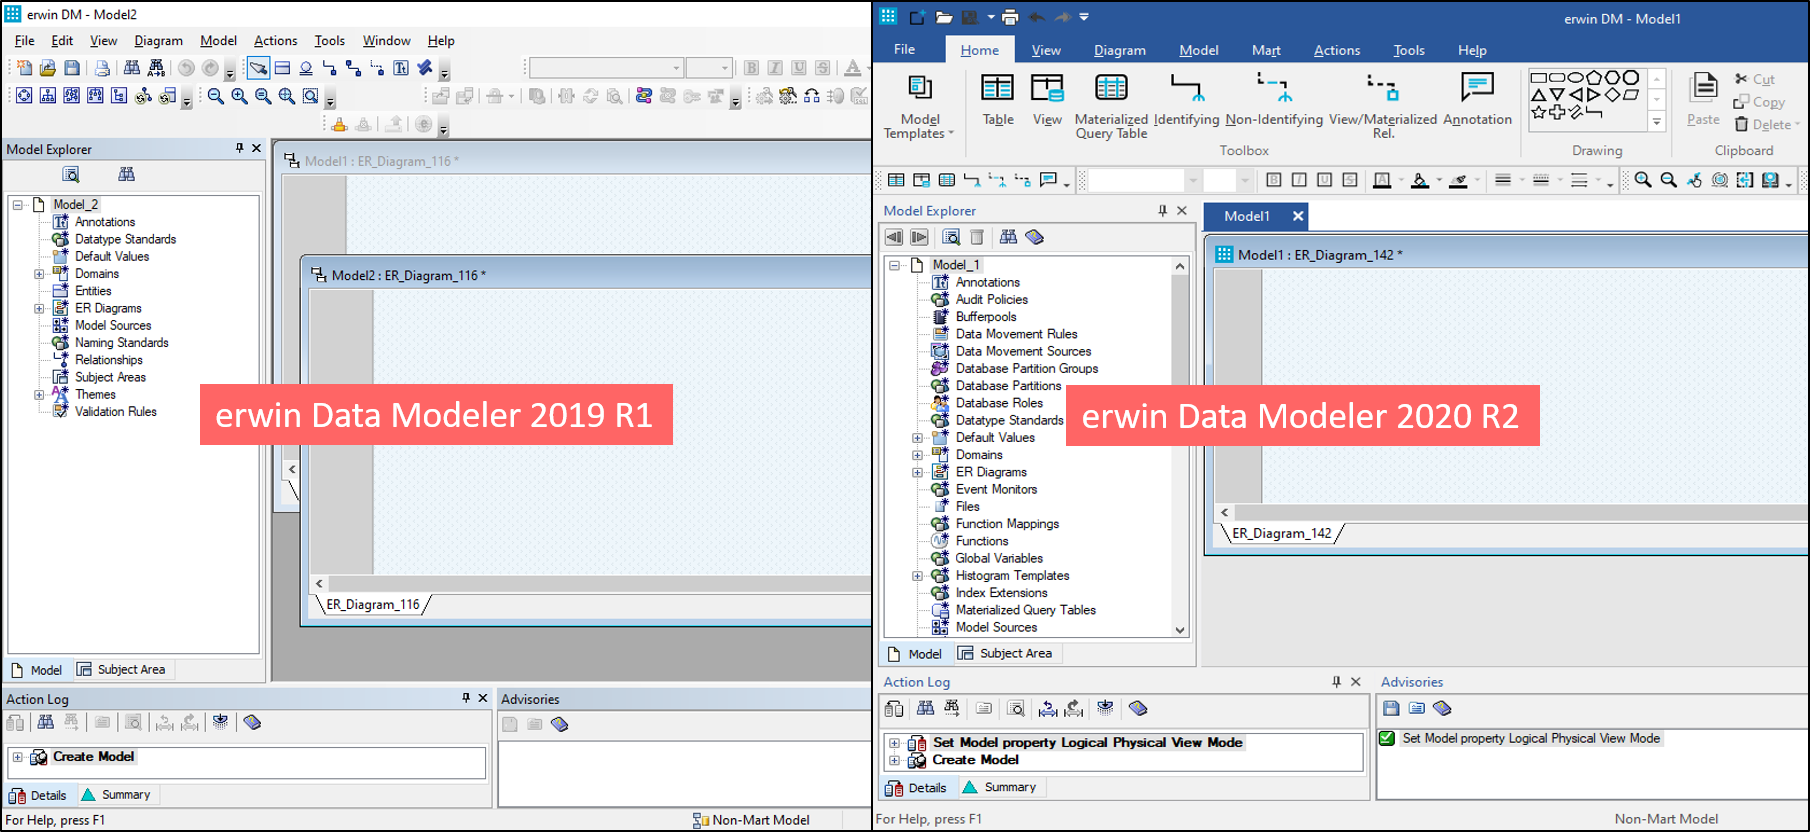 erwin DM - Model2
File Edit View Diagram Model Actions Tools Window Help
Model Explorer
Model_2
Annotations
Datatype Standards
Default Values
Domains
Entities
ER Diagrams
Model Sources
Naming Standards
Relationships
Subject Areas
Themes
Validation Rules
Model Subject Area
Model1 : ER_Diagram_116 *
Model2 : ER_Diagram_116 *
ER_Diagram_116
erwin Data Modeler 2019 R1
Action Log
Create Model
Details Summary
Advisories
For Help, press F1
Non-Mart Model
erwin DM - Model1
File Home View Diagram Model Mart Actions Tools Help
Model
Templates
Table View Materialized
Query Table
Identifying Non-Identifying View/Materialized
Rel.
Annotation
Toolbox
Drawing
Paste
Cut
Copy
Delete
Clipboard
Model Explorer
Model_1
Annotations
Audit Policies
Bufferpools
Data Movement Rules
Data Movement Sources
Database Partition Groups
Database Partitions
Database Roles
Datatype Standards
Default Values
Domains
ER Diagrams
Event Monitors
Files
Function Mappings
Functions
Global Variables
Histogram Templates
Index Extensions
Materialized Query Tables
Model Sources
Model Subject Area
Model1
Model1 : ER_Diagram_142 *
ER_Diagram_142
erwin Data Modeler 2020 R2
Action Log
Set Model property Logical Physical View Mode
Create Model
Details Summary
Advisories
Set Model property Logical Physical View Mode
For Help, press F1
Non-Mart Model